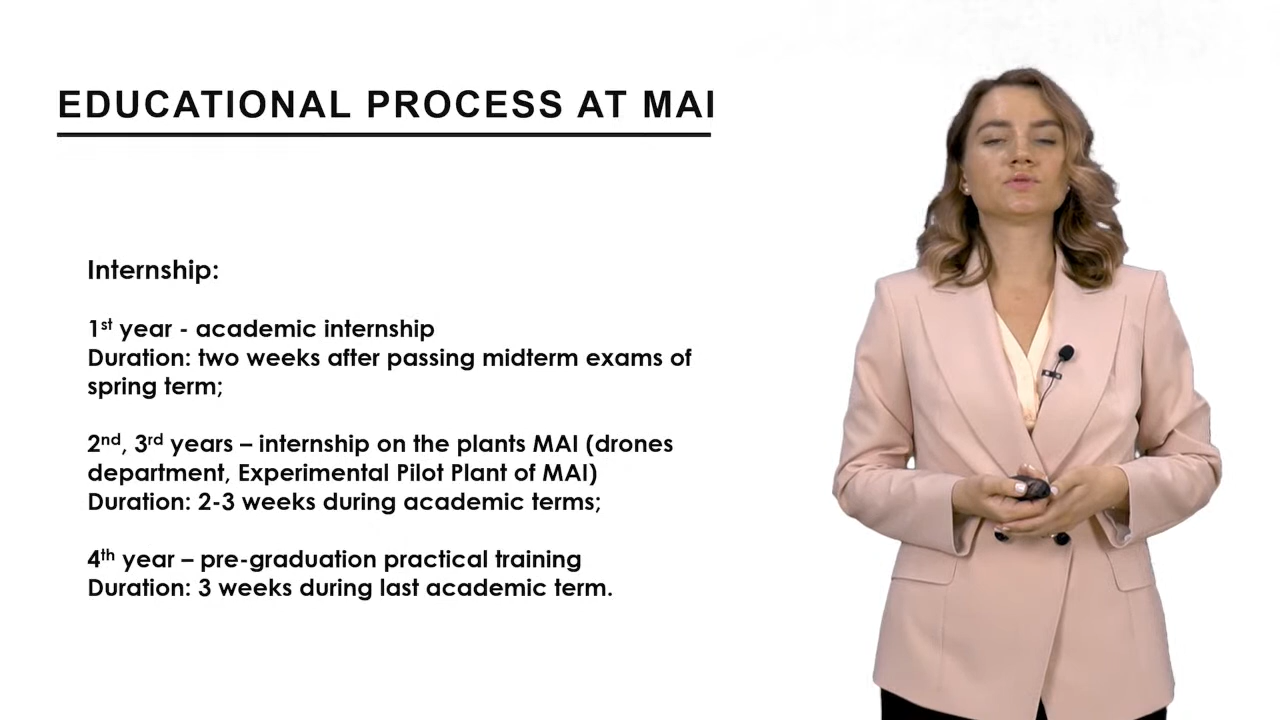 EDUCATIONAL PROCESS AT MAI
Internship:
1st year - academic internship
Duration: two weeks after passing midterm exams of
spring term;
2nd, 3rd years – internship on the plants MAI (drones
department, Experimental Pilot Plant of MAI)
Duration: 2-3 weeks during academic terms;
4th year – pre-graduation practical training
Duration: 3 weeks during last academic term.